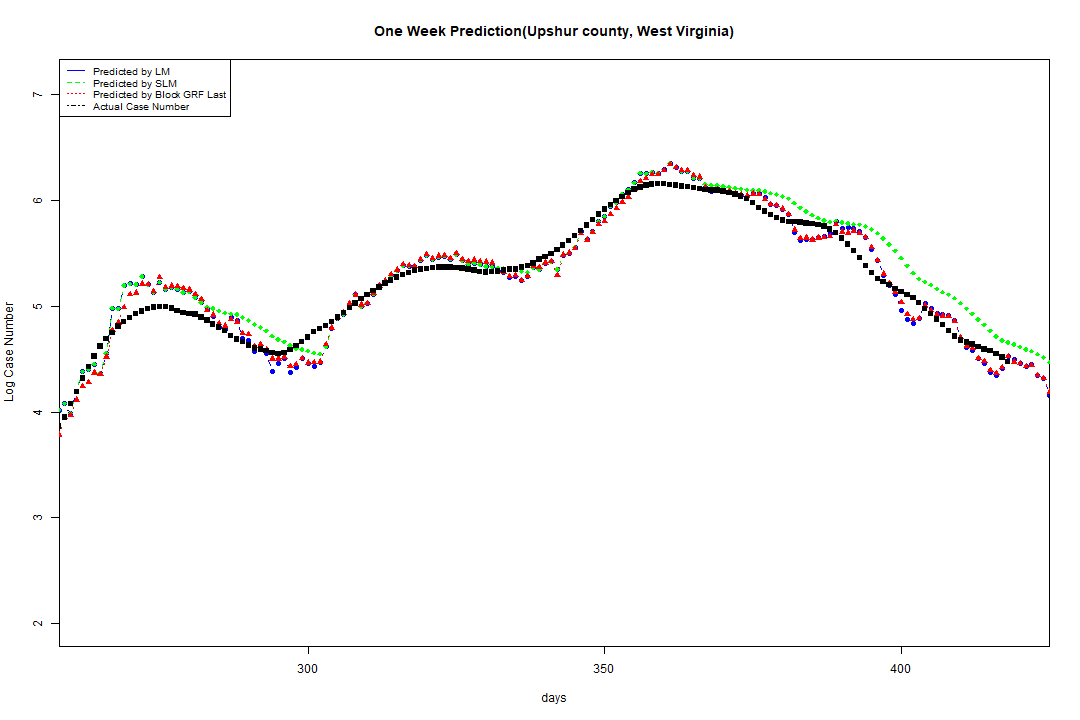 One Week Prediction(Upshur county, West Virginia)
Predicted by LM
Predicted by SLM
Predicted by Block GRF Last
Actual Case Number
Log Case Number
7
6
5
4
3
2
300
350
400
days